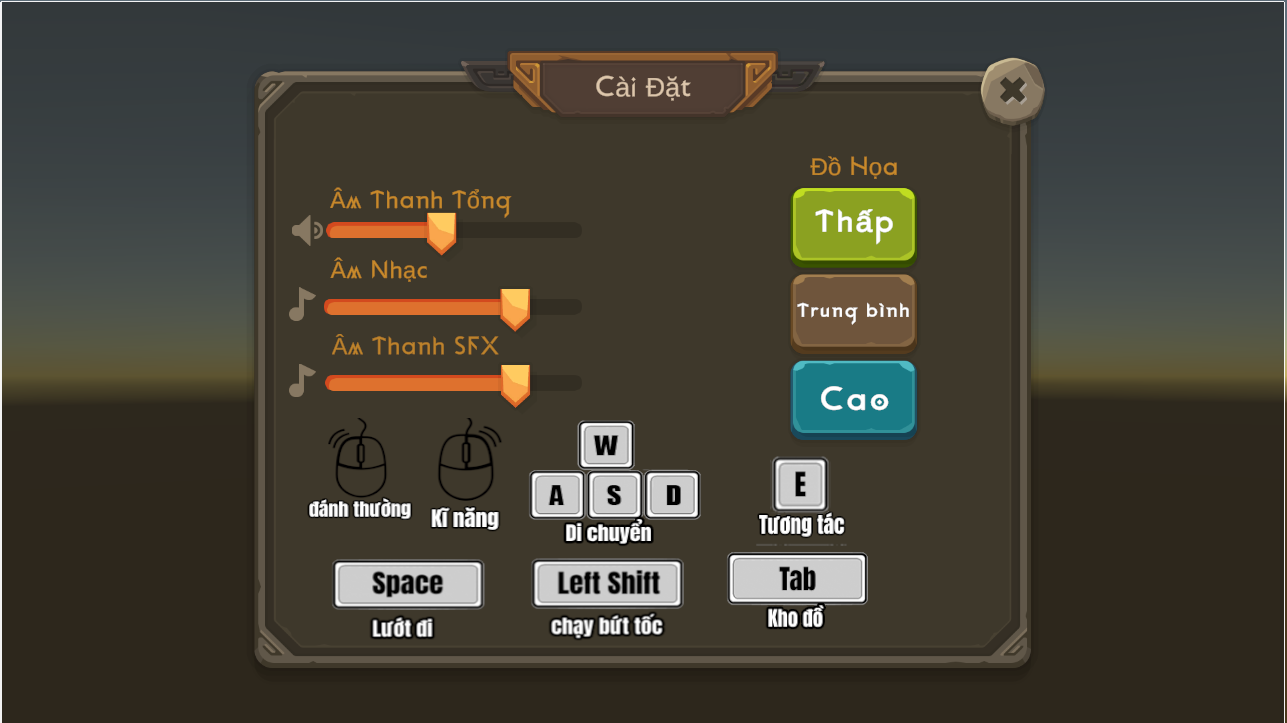 Cài Đặt
Âm Thanh Tổng
Âm Nhạc
Âm Thanh SFX
Đồ Họa
Thấp
Trung bình
Cao
đánh thường
Kĩ năng
W
A S D
Di chuyển
E
Tương tác
Space
Lướt đi
Left Shift
chạy bứt tốc
Tab
Kho đồ